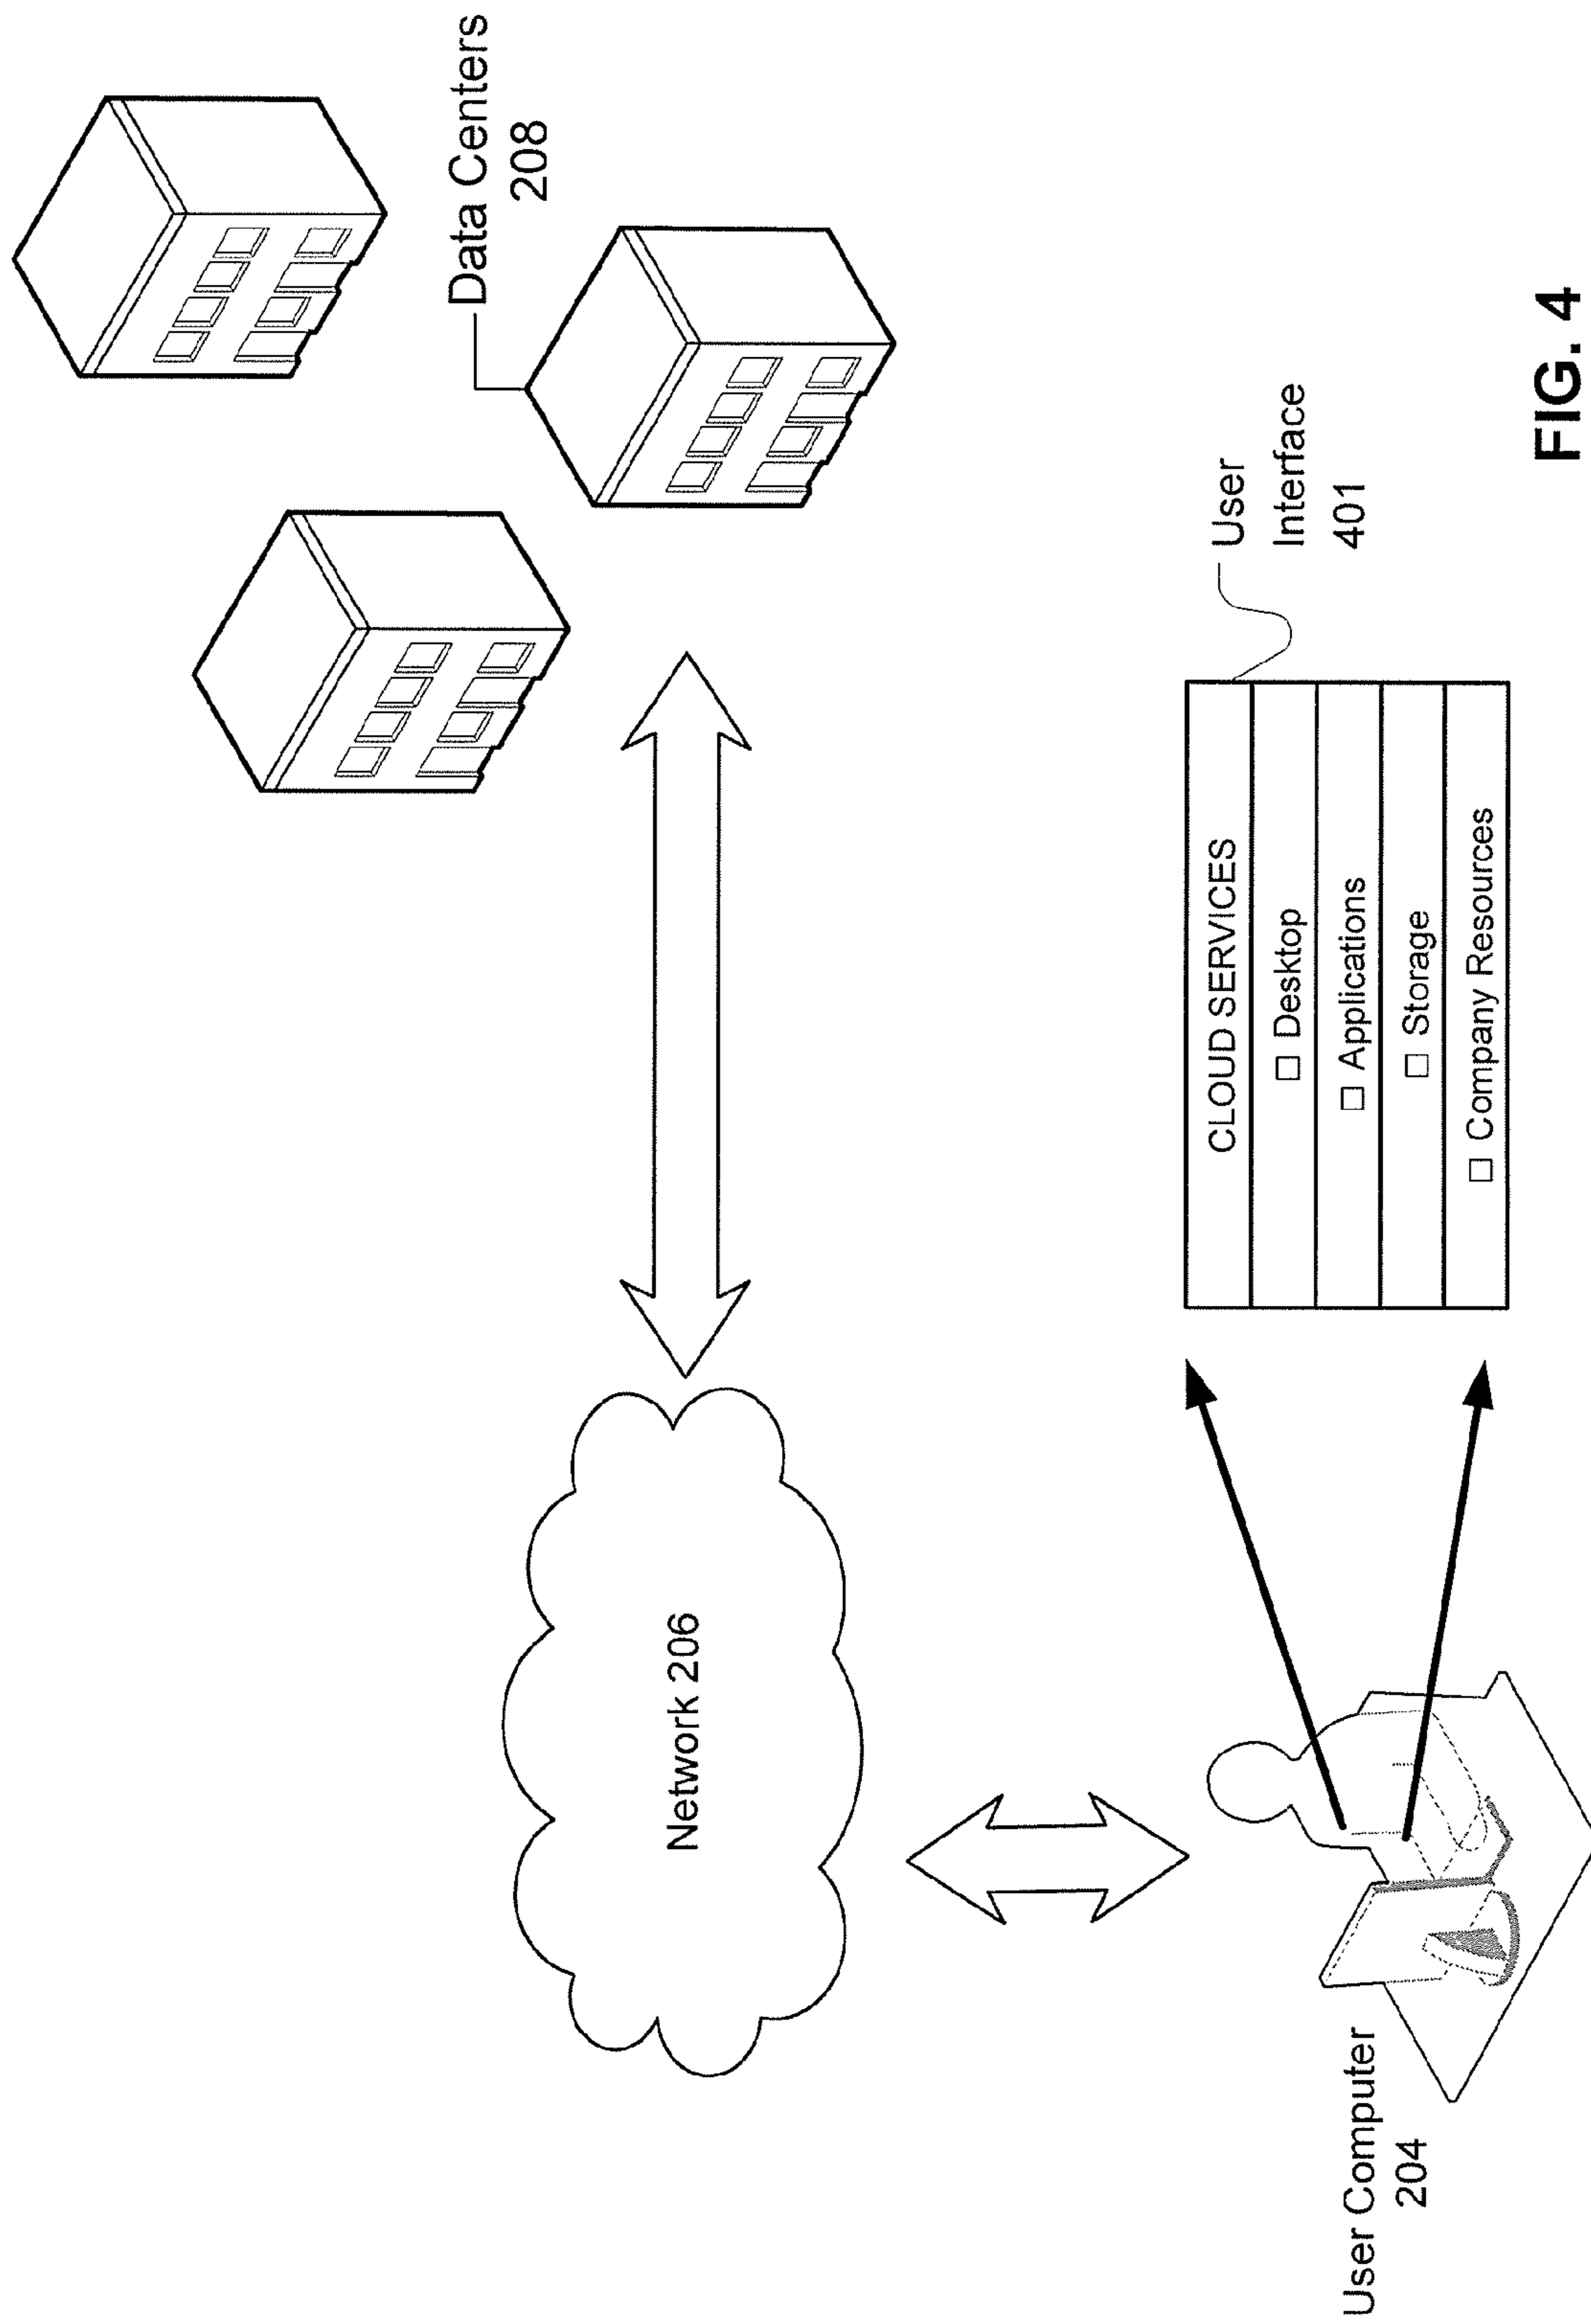 Data Centers
208
Network 206
User
Interface
401
CLOUD SERVICES
□ Desktop
□ Applications
□ Storage
□ Company Resources
User Computer
204
FIG. 4